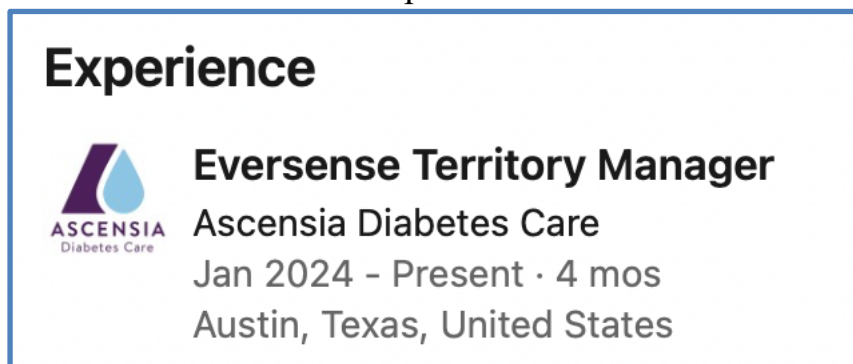 Experience
ASCENSIA
Diabetes Care
Eversense Territory Manager
Ascensia Diabetes Care
Jan 2024 - Present · 4 mos
Austin, Texas, United States